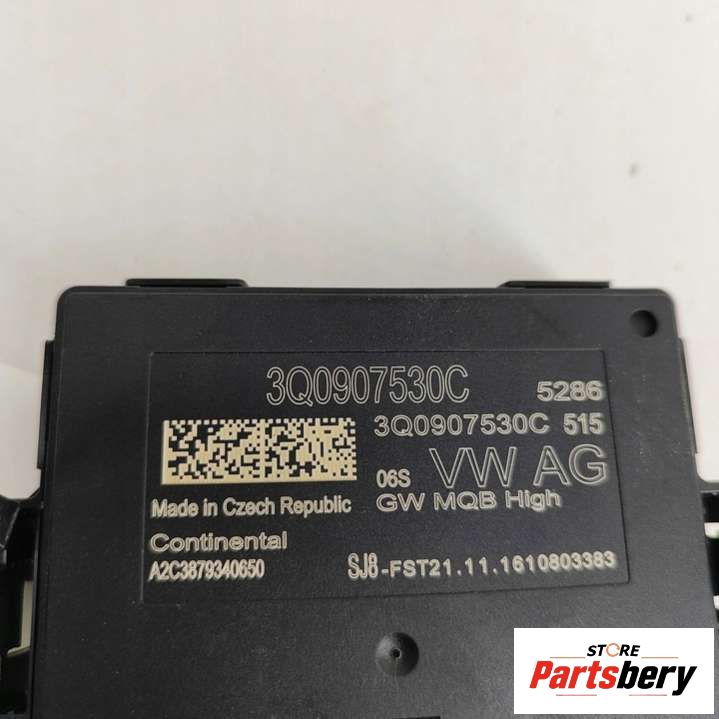 3Q0907530C 5286
3Q0907530C 515
06S VW AG
GW MQB High
Made in Czech Republic
Continental
A2C3879340650 SJ8-FST21.11.1610803383
STORE
Partsbery